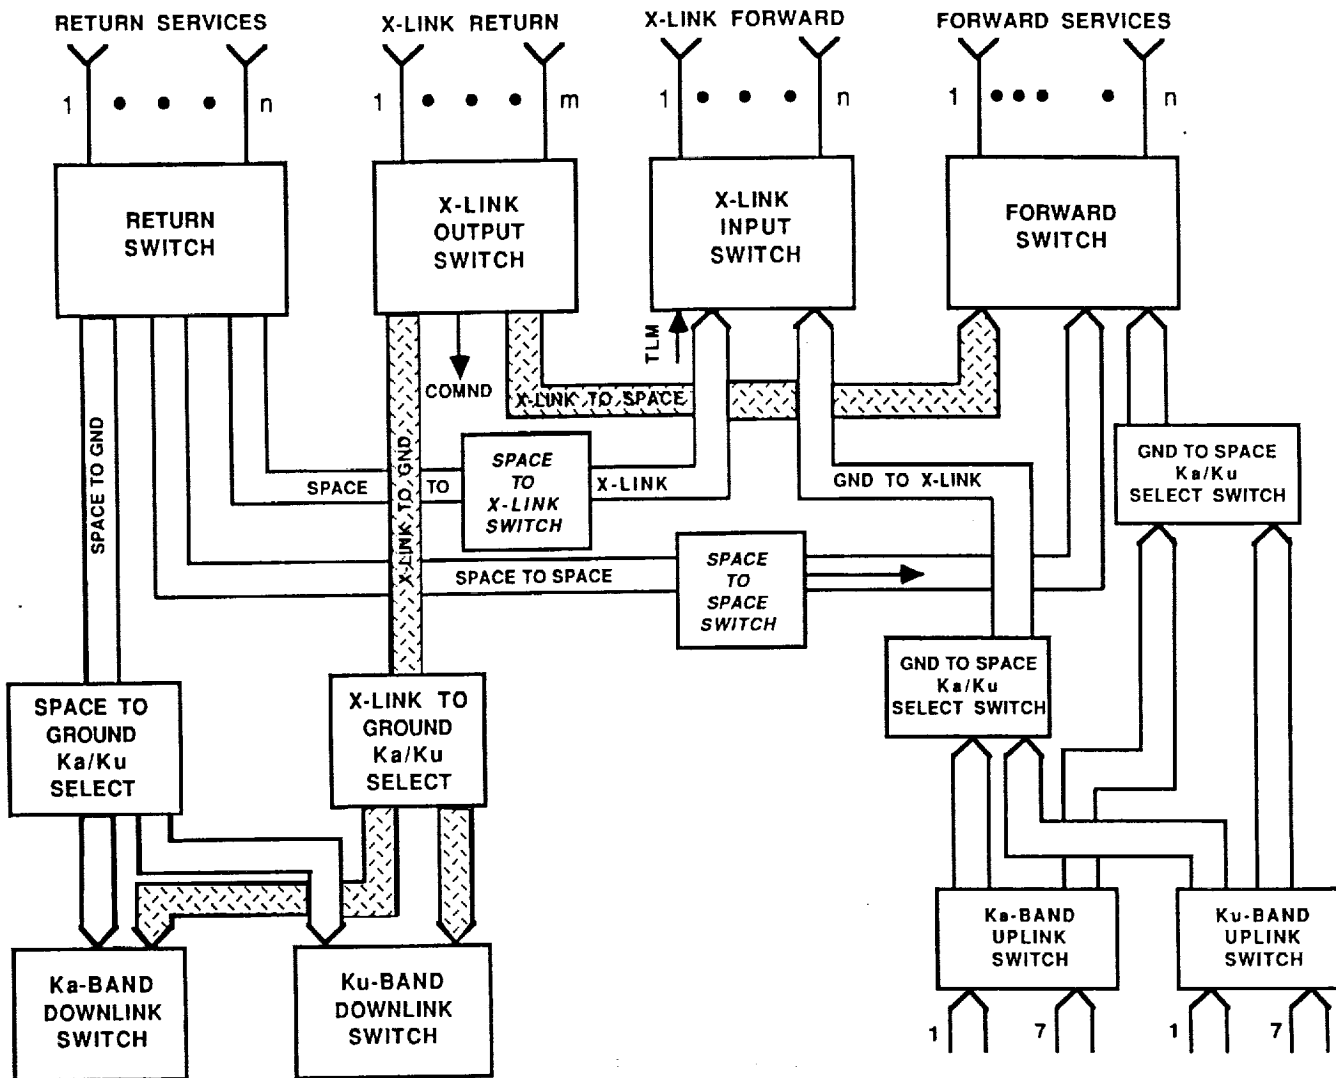 RETURN SERVICES
X-LINK RETURN
X-LINK FORWARD
FORWARD SERVICES
1
n
1
m
1
n
1
n
RETURN
SWITCH
X-LINK
OUTPUT
SWITCH
X-LINK
INPUT
SWITCH
FORWARD
SWITCH
TLM
COMND
X-LINK TO SPACE
SPACE TO GND
X-LINK TO GND
SPACE TO
SPACE
TO
X-LINK
SWITCH
X-LINK
GND TO X-LINK
GND TO SPACE
Ka/Ku
SELECT SWITCH
SPACE TO SPACE
SPACE
TO
SPACE
SWITCH
GND TO SPACE
Ka/Ku
SELECT SWITCH
SPACE TO
GROUND
Ka/Ku
SELECT
X-LINK TO
GROUND
Ka/Ku
SELECT
Ka-BAND
DOWNLINK
SWITCH
Ku-BAND
DOWNLINK
SWITCH
Ka-BAND
UPLINK
SWITCH
Ku-BAND
UPLINK
SWITCH
1
7
1
7